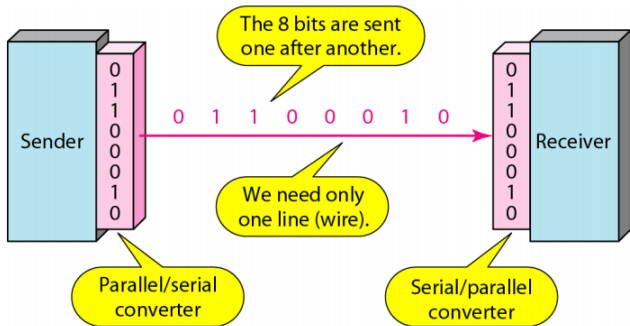 The 8 bits are sent
one after another.
0 1 1 0 0 0 1 0
Sender
0
1
1
0
0
0
1
0
0
1
1
0
0
0
1
0
Receiver
We need only
one line (wire).
Parallel/serial
converter
Serial/parallel
converter